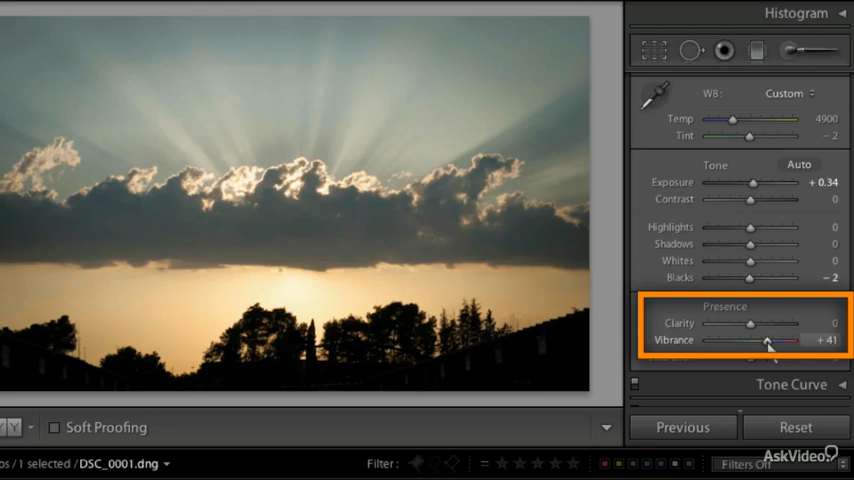 Histogram
WB: Custom
Temp 4900
Tint − 2
Tone Auto
Exposure + 0.34
Contrast 0
Highlights 0
Shadows 0
Whites 0
Blacks − 2
Presence
Clarity 0
Vibrance + 41
Tone Curve
Y Y Soft Proofing
Previous Reset
os / 1 selected / DSC_0001.dng
Filter:
Filters Off
AskVideo